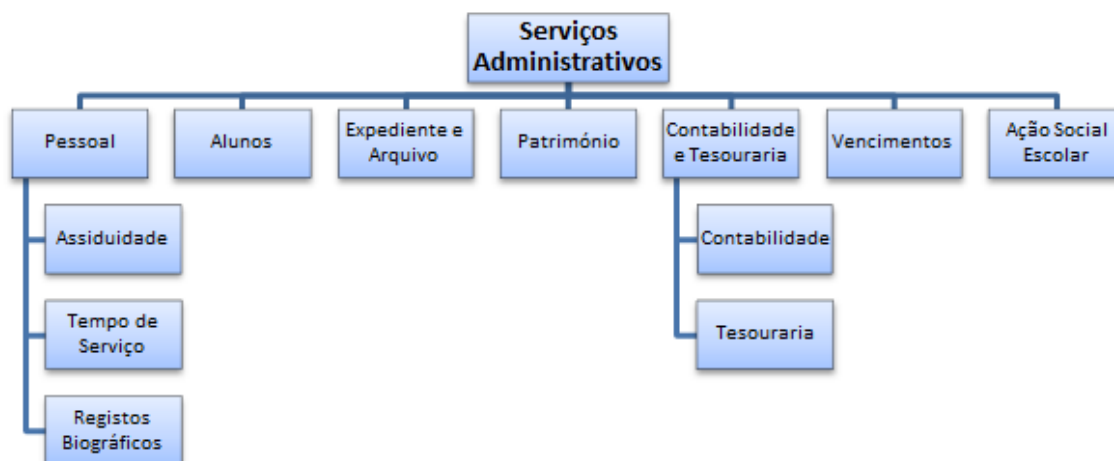 Serviços
Administrativos
Pessoal
Alunos
Expediente e
Arquivo
Património
Contabilidade
e Tesouraria
Vencimentos
Ação Social
Escolar
Assiduidade
Tempo de
Serviço
Registos
Biográficos
Contabilidade
Tesouraria